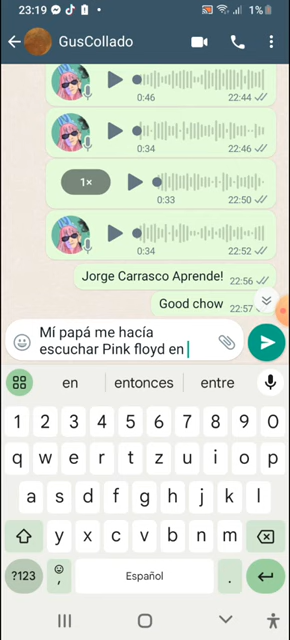 23:19
1%
GusCollado
0:46 22:44
0:34 22:46
1×
0:33 22:50
0:34 22:52
Jorge Carrasco Aprende! 22:56
Good chow 22:57
Mí papá me hacía
escuchar Pink floyd en
en entonces entre
1 2 3 4 5 6 7 8 9 0
q w e r t z u i o p
a s d f g h j k l
y x c v b n m
?123 , Español .